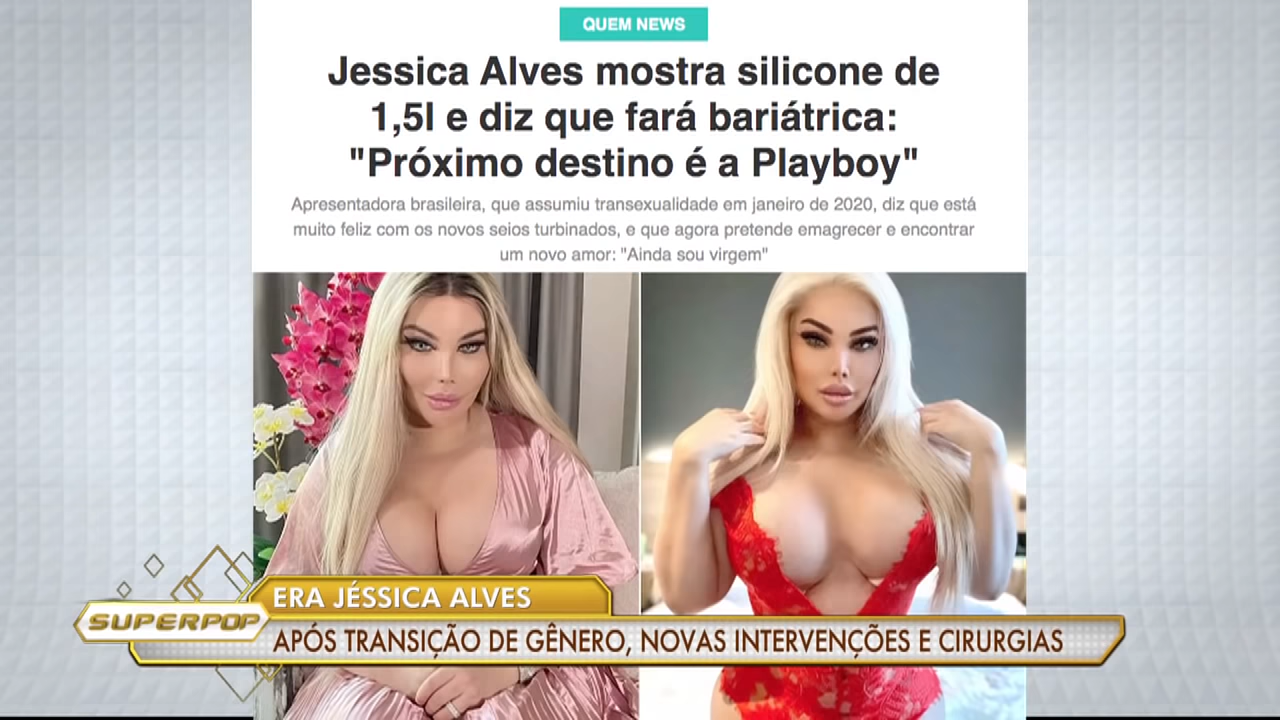 QUEM NEWS
Jessica Alves mostra silicone de
1,5l e diz que fará bariátrica:
"Próximo destino é a Playboy"
Apresentadora brasileira, que assumiu transexualidade em janeiro de 2020, diz que está
muito feliz com os novos seios turbinados, e que agora pretende emagrecer e encontrar
um novo amor: "Ainda sou virgem"
ERA JÉSSICA ALVES
SUPERPOP
APÓS TRANSIÇÃO DE GÊNERO, NOVAS INTERVENÇÕES E CIRURGIAS